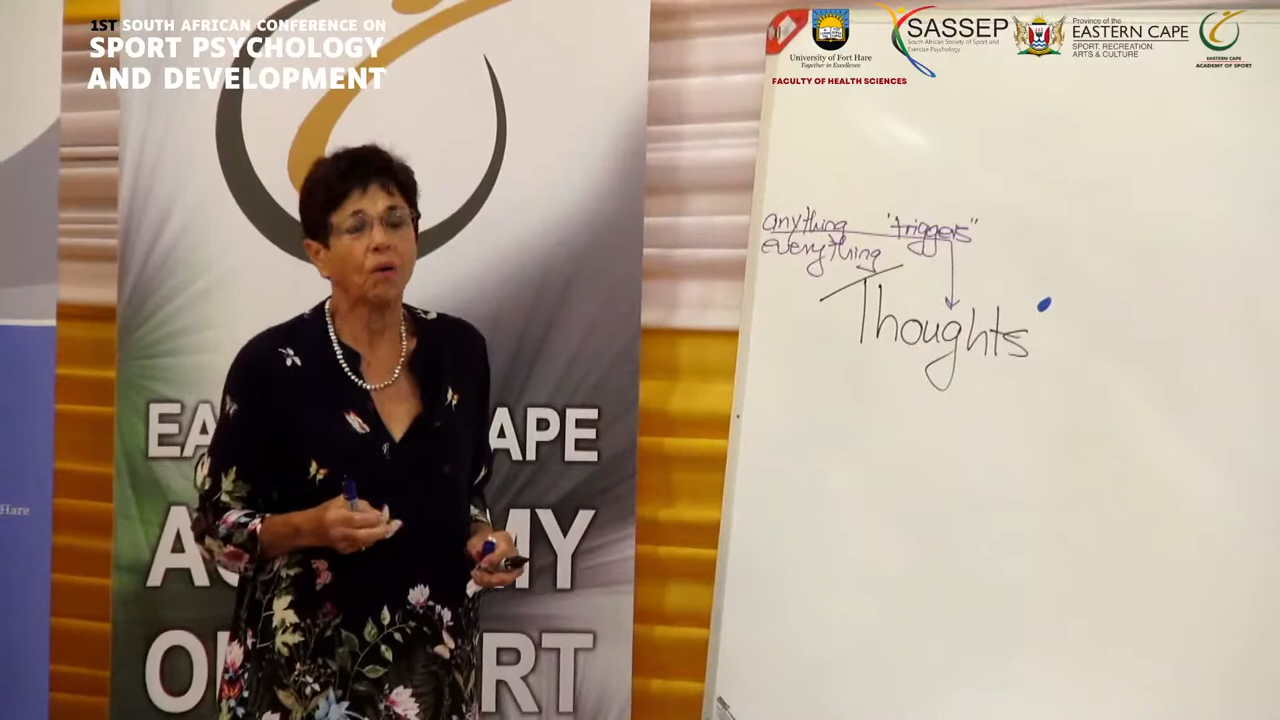 1ST SOUTH AFRICAN CONFERENCE ON
SPORT PSYCHOLOGY
AND DEVELOPMENT
University of Fort Hare
Together in Excellence
FACULTY OF HEALTH SCIENCES
SASSEP
South African Society of Sport and
Exercise Psychology
Province of the
EASTERN CAPE
SPORT, RECREATION,
ARTS & CULTURE
EASTERN CAPE
ACADEMY OF SPORT
anything "triggers"
everything
Thoughts
EA APE
A MY
O RT
Hare